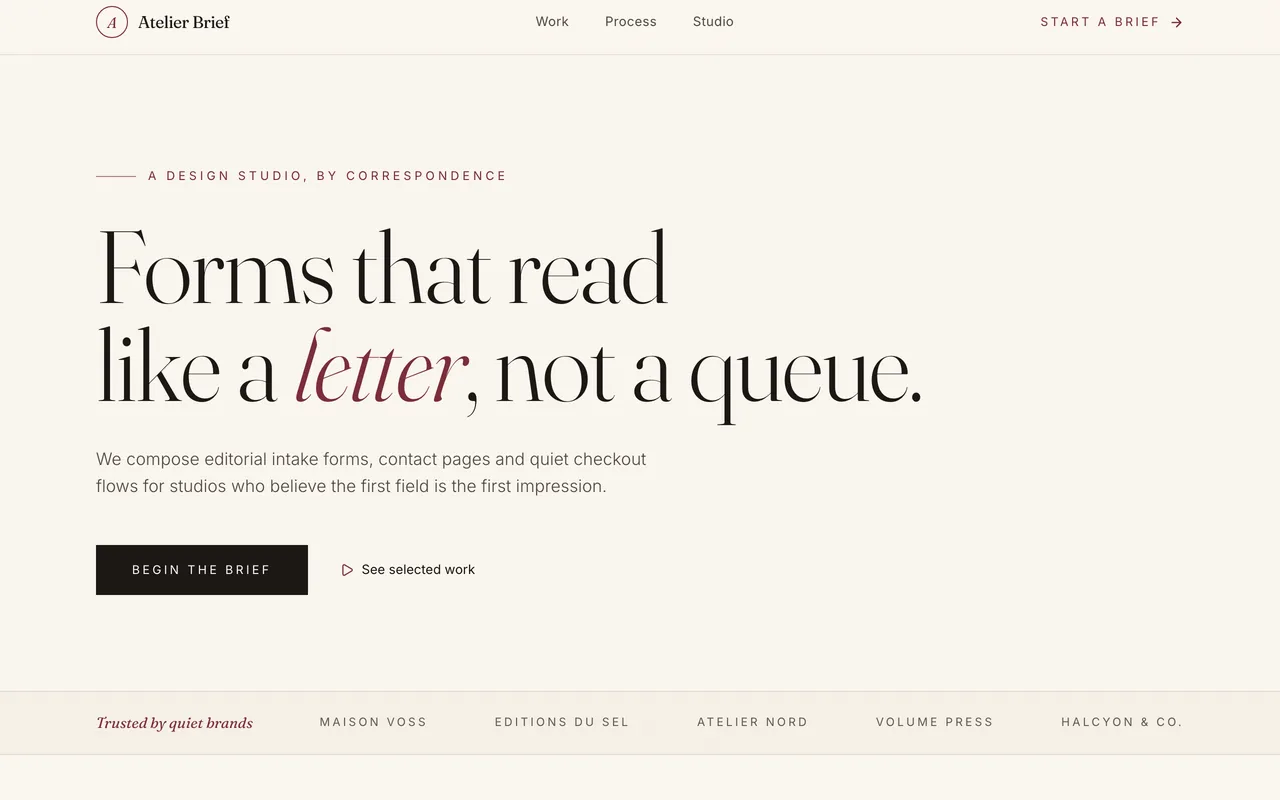 A Atelier Brief
Work Process Studio
START A BRIEF
A DESIGN STUDIO, BY CORRESPONDENCE
Forms that read
like a letter, not a queue.
We compose editorial intake forms, contact pages and quiet checkout
flows for studios who believe the first field is the first impression.
BEGIN THE BRIEF
See selected work
Trusted by quiet brands
MAISON VOSS
EDITIONS DU SEL
ATELIER NORD
VOLUME PRESS
HALCYON & CO.